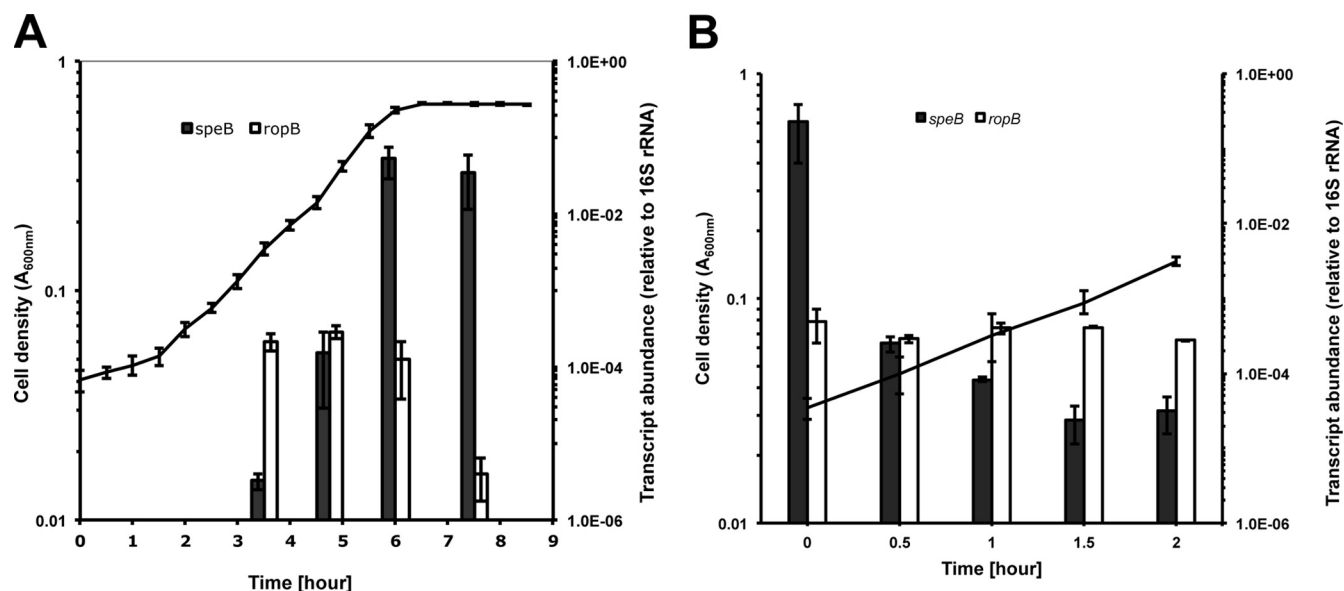 A
Cell density (A600nm)
1
0.1
0.01
speB ropB
1.0E+00
1.0E-02
1.0E-04
1.0E-06
Transcript abundance (relative to 16S rRNA)
0 1 2 3 4 5 6 7 8 9
Time [hour]
B
Cell density (A600nm)
1
0.1
0.01
speB ropB
1.0E+00
1.0E-02
1.0E-04
1.0E-06
Transcript abundance (relative to 16S rRNA)
0 0.5 1 1.5 2
Time [hour]